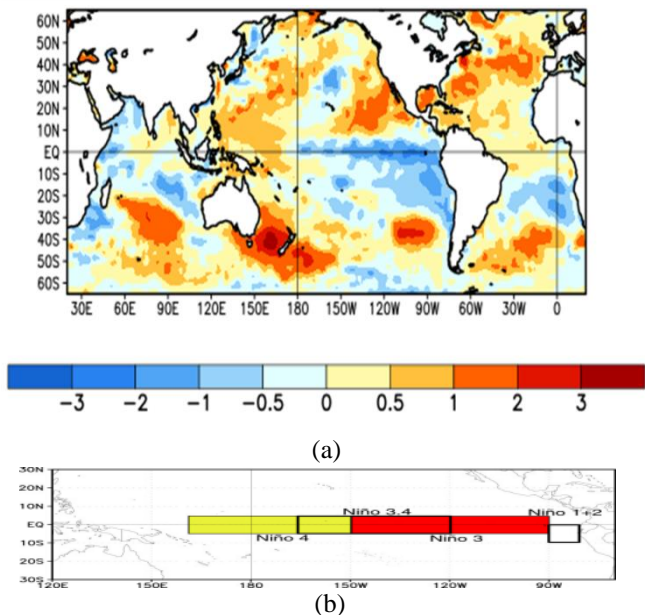 60N
50N
40N
30N
20N
10N
EQ
10S
20S
30S
40S
50S
60S
30E 60E 90E 120E 150E 180 150W 120W 90W 60W 30W 0
-3 -2 -1 -0.5 0 0.5 1 2 3
(a)
30N
20N
10N
EQ
10S
20S
30S
Niño 3.4 Niño 1+2
Niño 4 Niño 3
120E 150E 180 150W 120W 90W
(b)